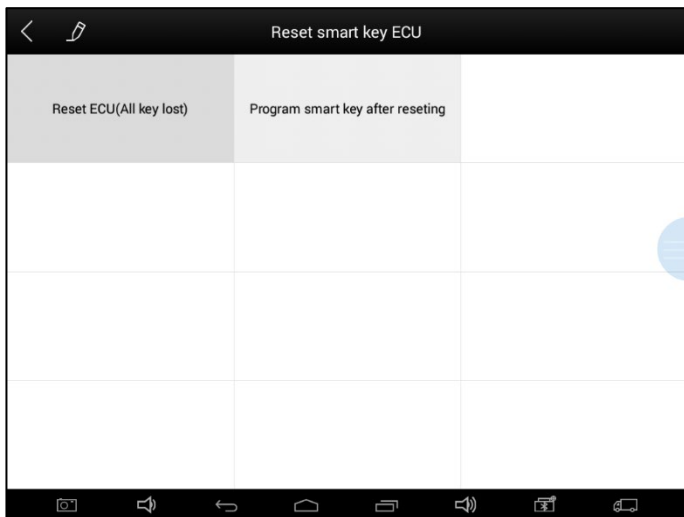 Reset smart key ECU
Reset ECU(All key lost)
Program smart key after reseting